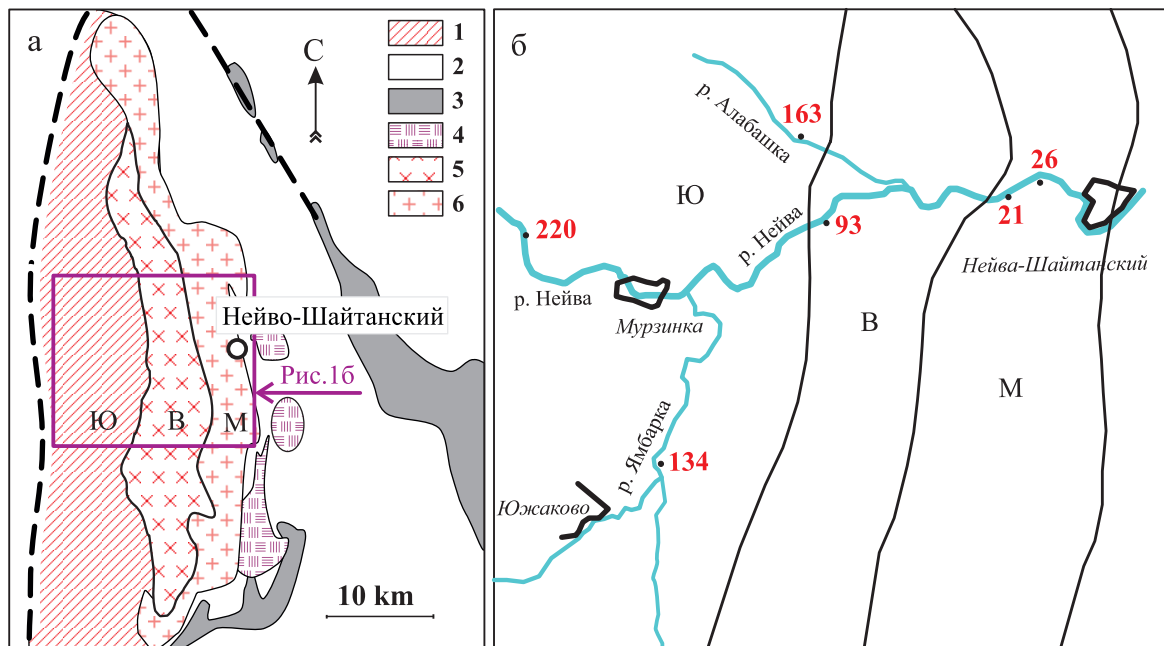 а
С
1
2
3
4
5
6
Нейво-Шайтанский
Рис.1б
Ю
В
М
10 km
б
р. Алабашка
163
26
Ю
21
220
р. Нейва
93
Нейва-Шайтанский
р. Нейва
Мурзинка
В
М
р. Ямбарка
134
Южаково